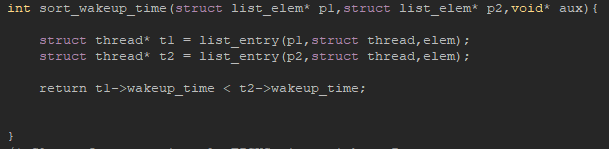 int sort_wakeup_time(struct list_elem* p1,struct list_elem* p2,void* aux){
struct thread* t1 = list_entry(p1,struct thread,elem);
struct thread* t2 = list_entry(p2,struct thread,elem);
return t1->wakeup_time < t2->wakeup_time;
}